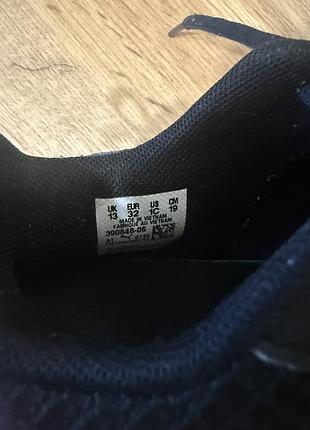 UK EUR US CM
13 32 1C 19
MADE IN VIETNAM
FABRIQUE AU VIETNAM
390848-06